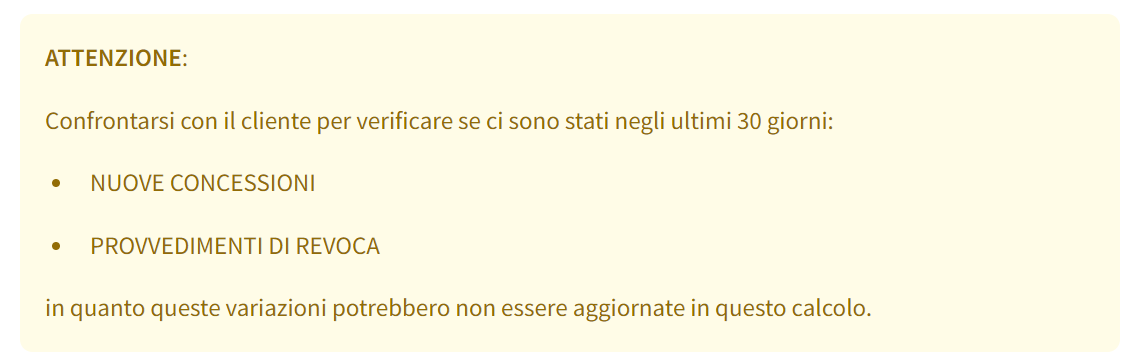 ATTENZIONE:
Confrontarsi con il cliente per verificare se ci sono stati negli ultimi 30 giorni:
• NUOVE CONCESSIONI
• PROVVEDIMENTI DI REVOCA
in quanto queste variazioni potrebbero non essere aggiornate in questo calcolo.